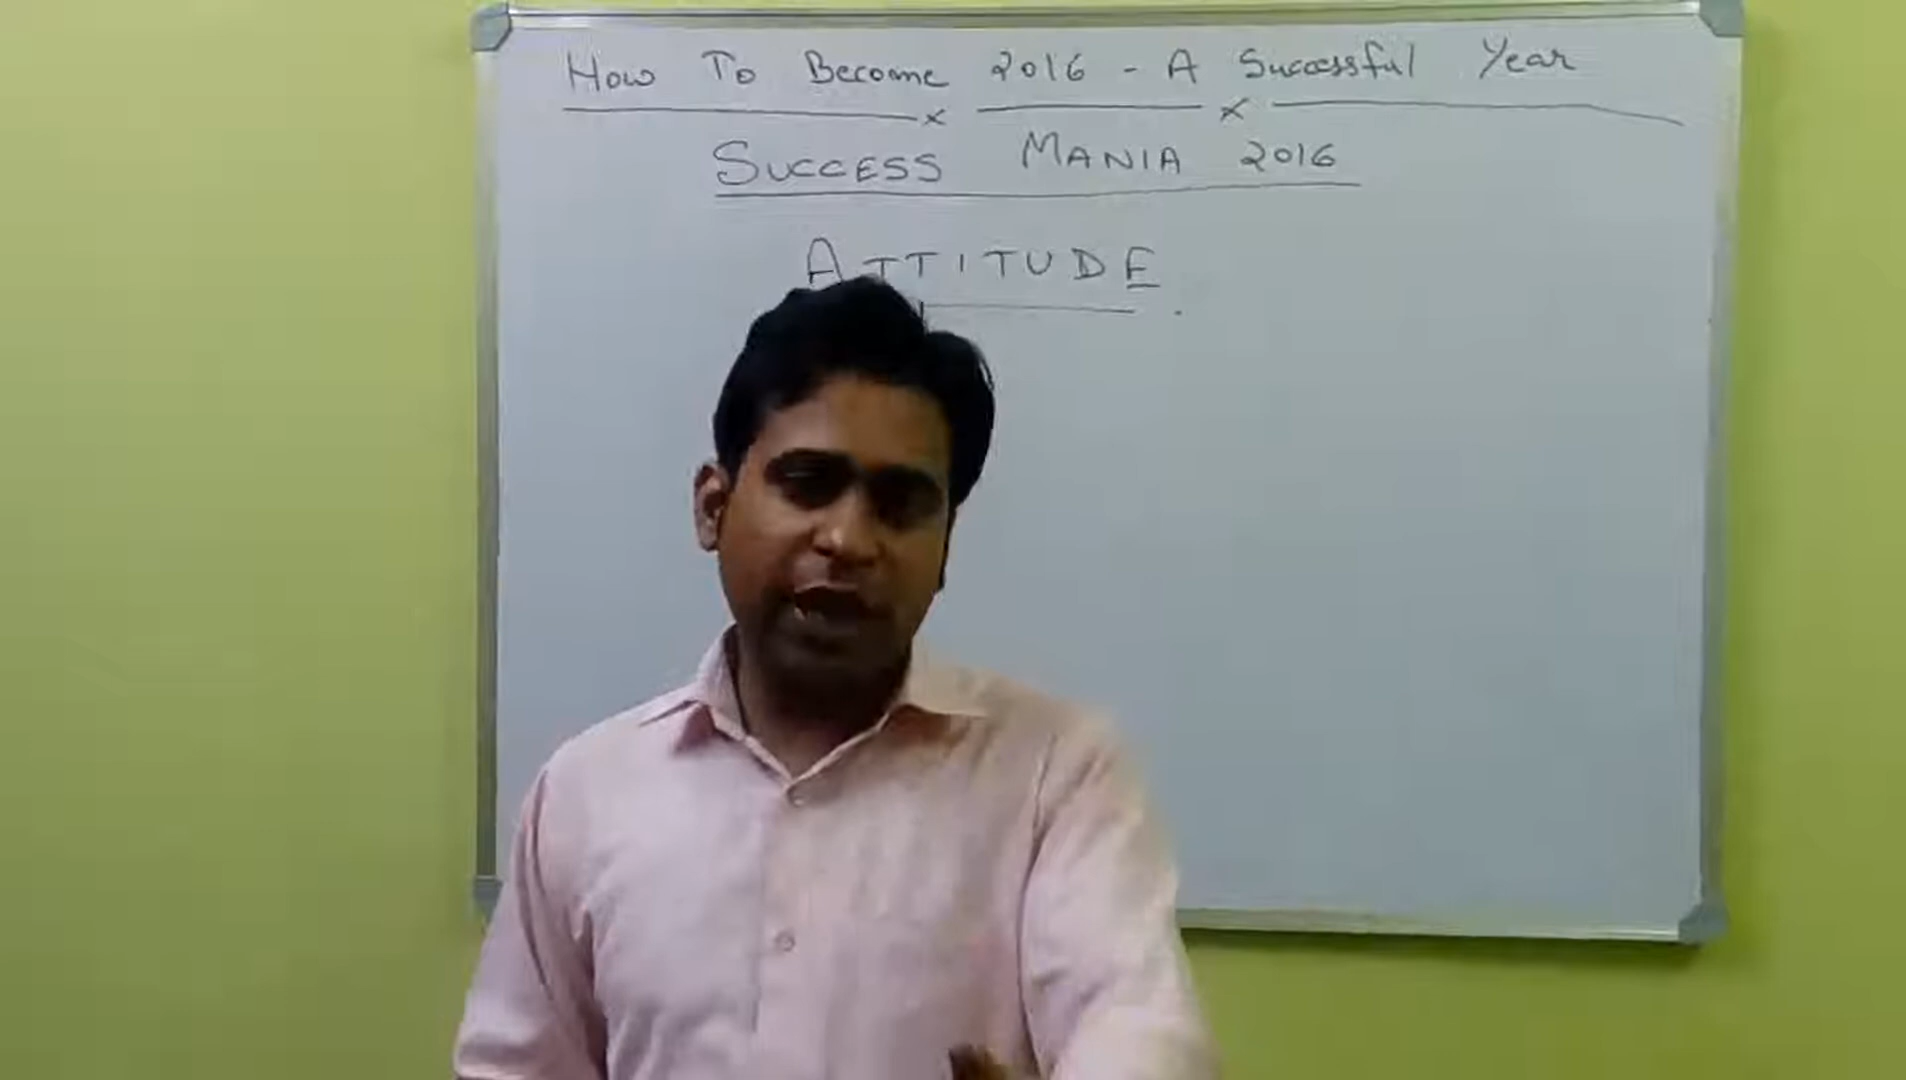 How To Become 2016 - A Successful Year
SUCCESS MANIA 2016
ATTITUDE.